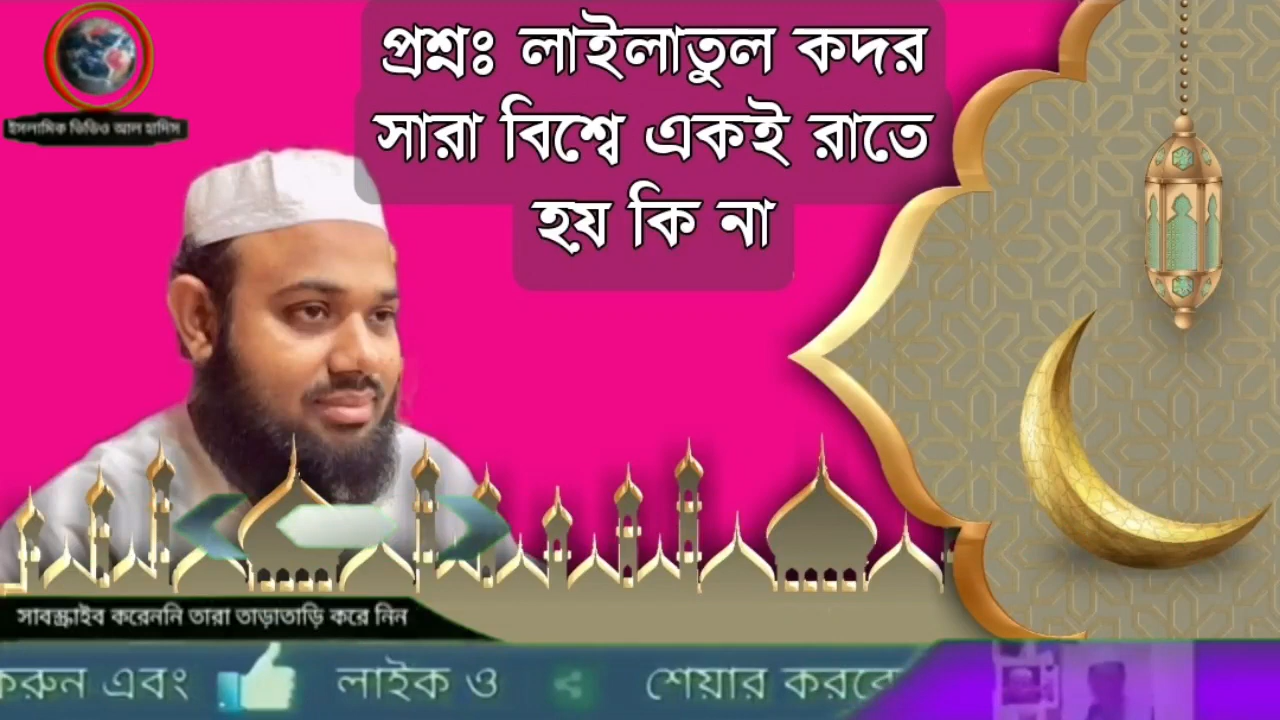 প্রশ্নঃ লাইলাতুল কদর
সারা বিশ্বে একই রাতে
হয কি না
ইসলামিক ভিডিও আল হাদিস
সাবস্ক্রাইব করেননি তারা তাড়াতাড়ি করে নিন
করুন এবং লাইক ও শেয়ার করবে